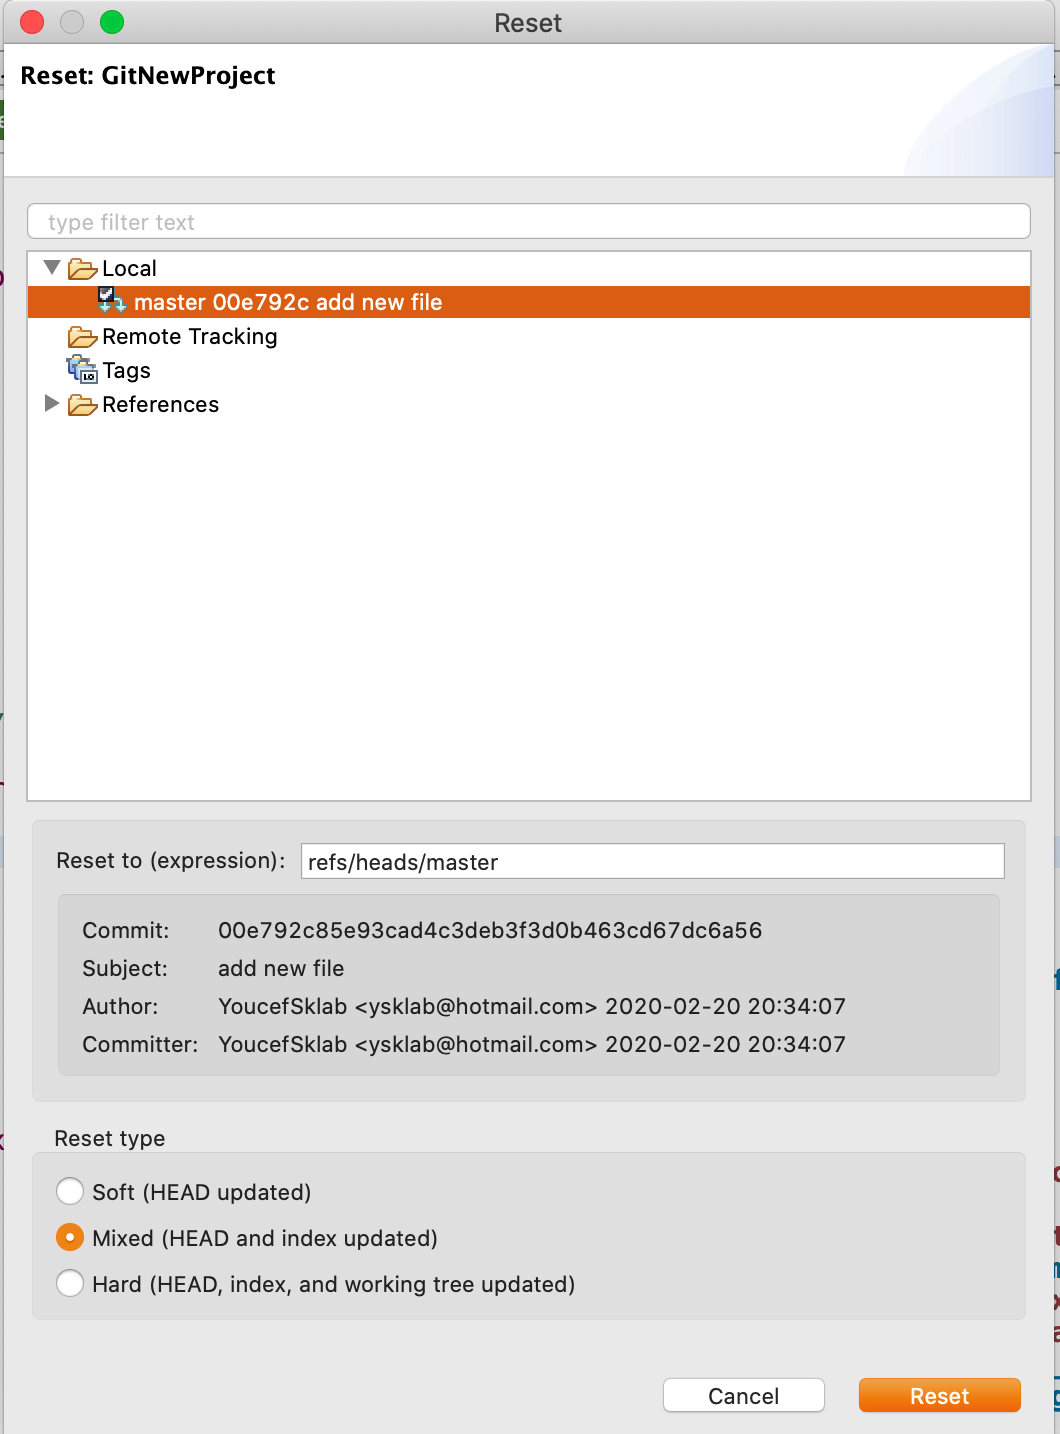 Reset
Reset: GitNewProject
type filter text
Local
master 00e792c add new file
Remote Tracking
Tags
References
Reset to (expression): refs/heads/master
Commit: 00e792c85e93cad4c3deb3f3d0b463cd67dc6a56
Subject: add new file
Author: YoucefSklab <ysklab@hotmail.com> 2020-02-20 20:34:07
Committer: YoucefSklab <ysklab@hotmail.com> 2020-02-20 20:34:07
Reset type
Soft (HEAD updated)
Mixed (HEAD and index updated)
Hard (HEAD, index, and working tree updated)
Cancel Reset